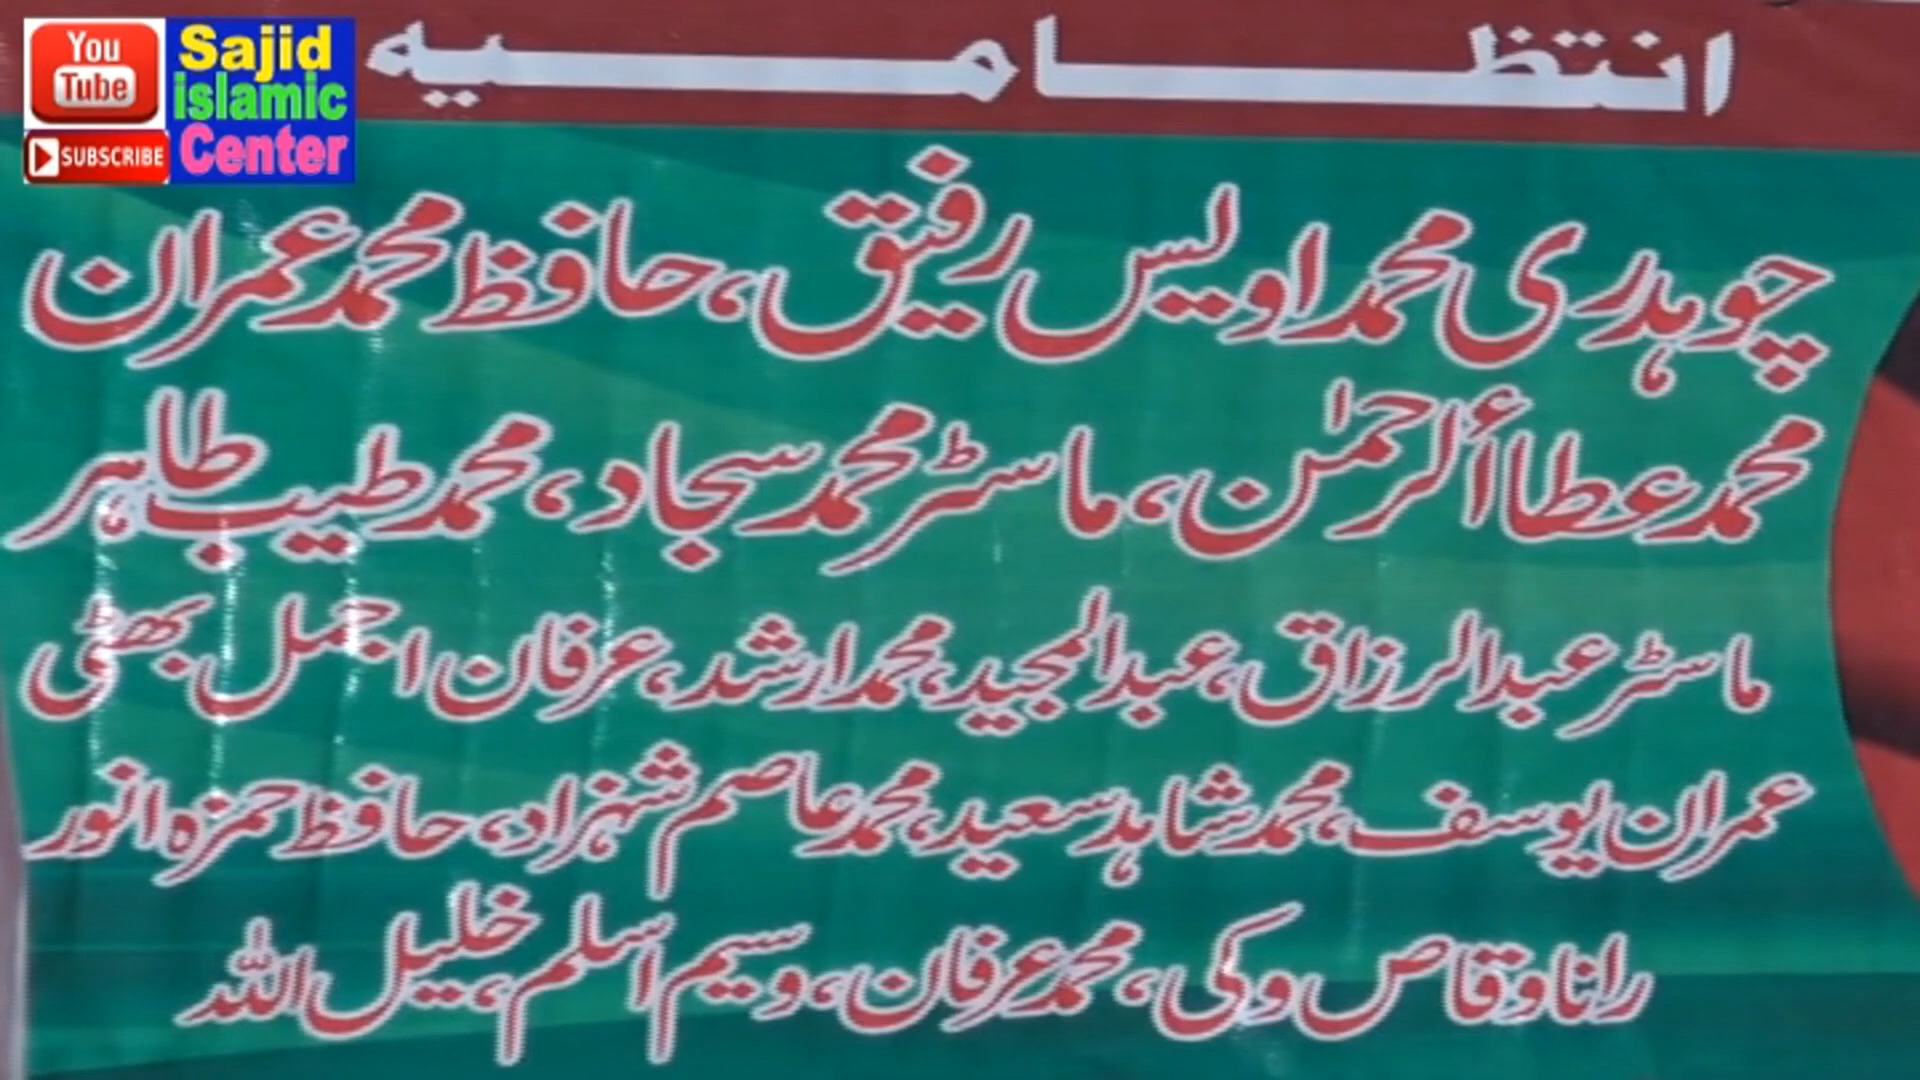 You
Tube
SUBSCRIBE
Sajid
islamic
Center
انتظامیہ
چوہدری محمد اویس رفیق، حافظ محمد عمران
محمد عطاألرحمٰن، ماسٹر محمد سجاد، محمد طیب طاہر
ماسٹر عبدالرزاق، عبدالمجید، محمد ارشد، عرفان اجمل بھٹی
عمران یوسف، محمد شاہد سعید، محمد عاصم شہزاد، حافظ حمزہ انور
رانا وقاص وکی، محمد عرفان، وسیم اسلم، خلیل اللہ